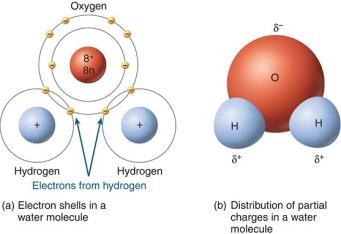 Oxygen
8+
8n
+
+
Hydrogen
Hydrogen
Electrons from hydrogen
(a) Electron shells in a
water molecule
δ−
O
H
H
δ+
δ+
(b) Distribution of partial
charges in a water
molecule